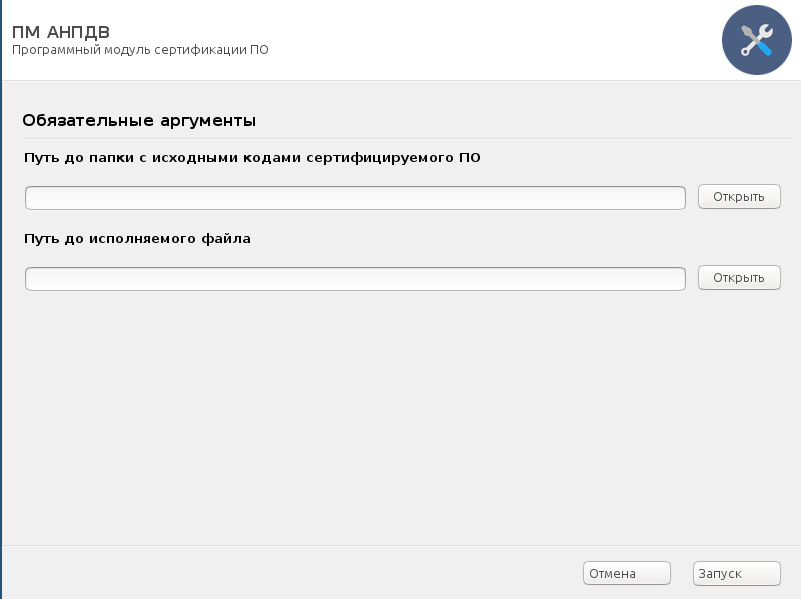 ПМ АНПДВ
Программный модуль сертификации ПО
Обязательные аргументы
Путь до папки с исходными кодами сертифицируемого ПО
Открыть
Путь до исполняемого файла
Открыть
Отмена
Запуск